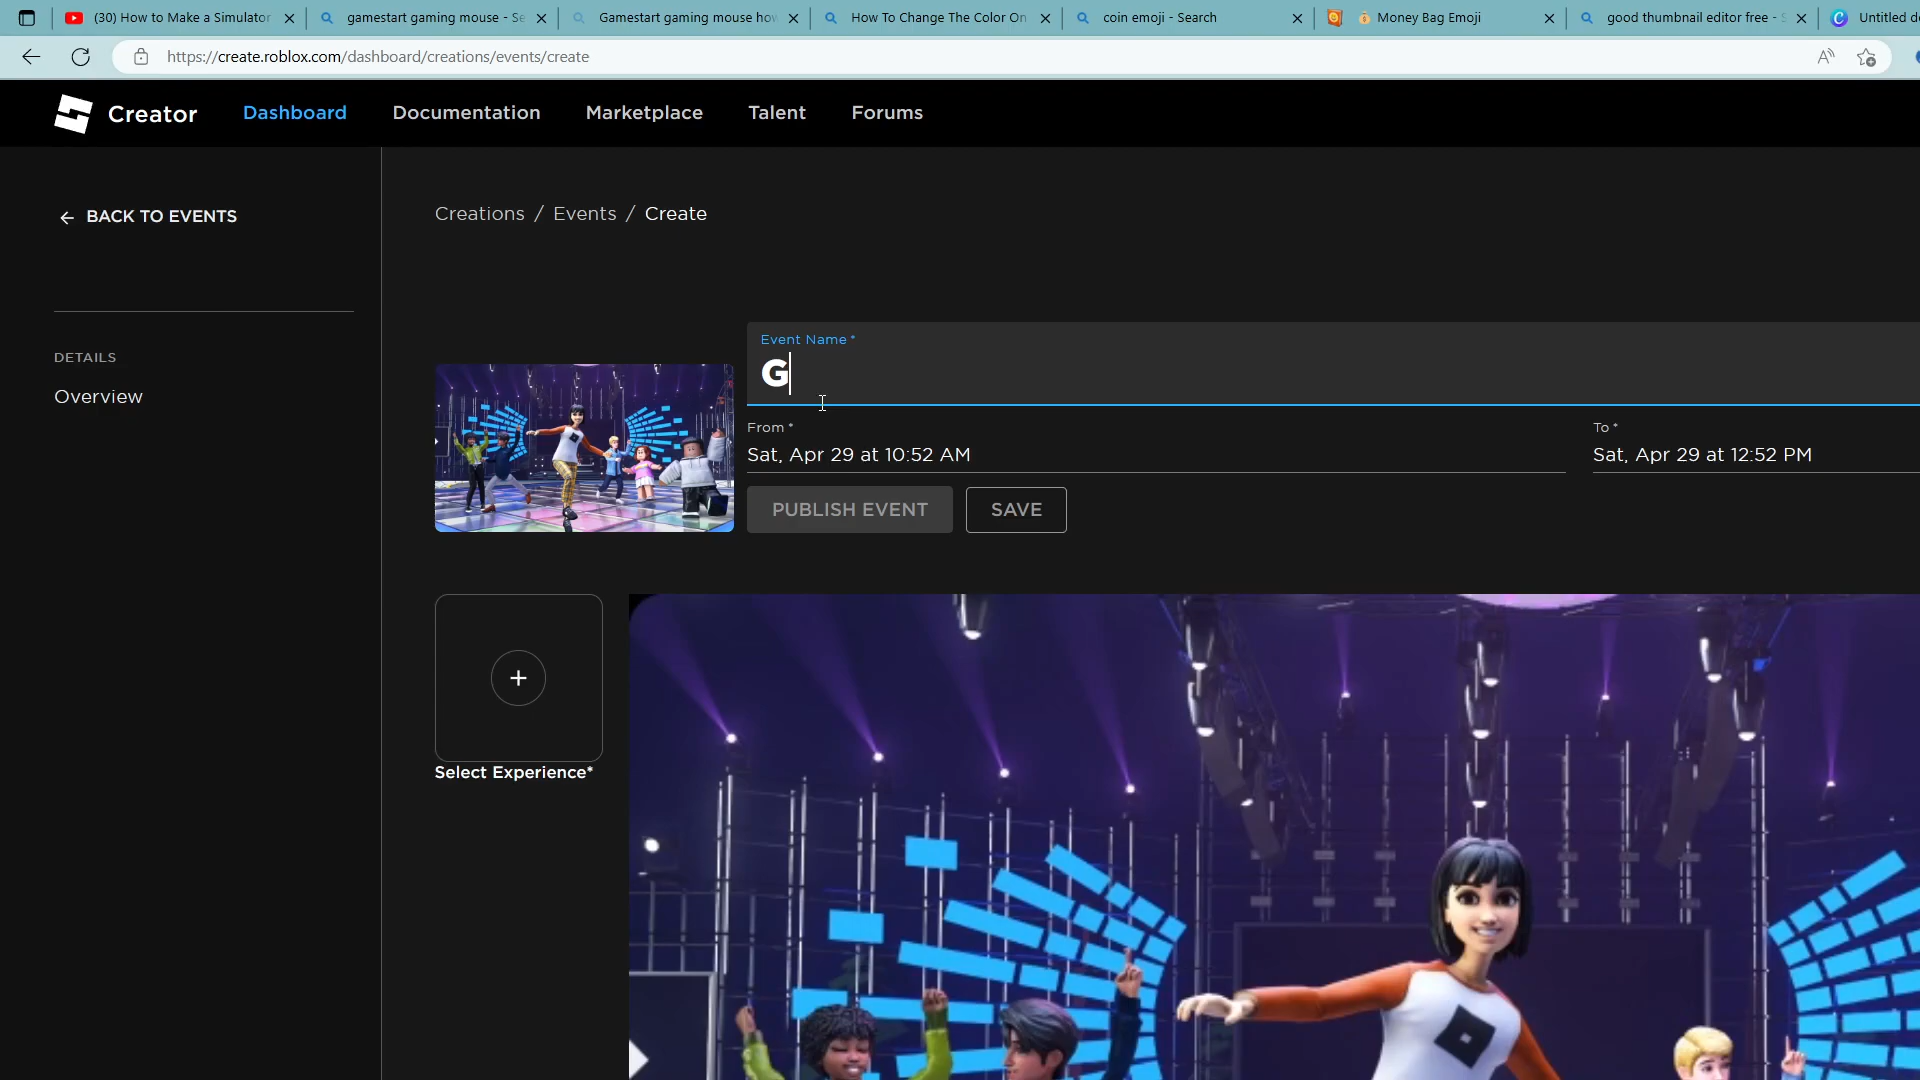 (30) How to Make a Simulator
gamestart gaming mouse - Se
Gamestart gaming mouse hov
How To Change The Color On
coin emoji - Search
Money Bag Emoji
good thumbnail editor free - S
Untitled de
https://create.roblox.com/dashboard/creations/events/create
Creator
Dashboard
Documentation
Marketplace
Talent
Forums
BACK TO EVENTS
Creations / Events / Create
DETAILS
Overview
Event Name *
G
From *
Sat, Apr 29 at 10:52 AM
To *
Sat, Apr 29 at 12:52 PM
PUBLISH EVENT
SAVE
Select Experience*